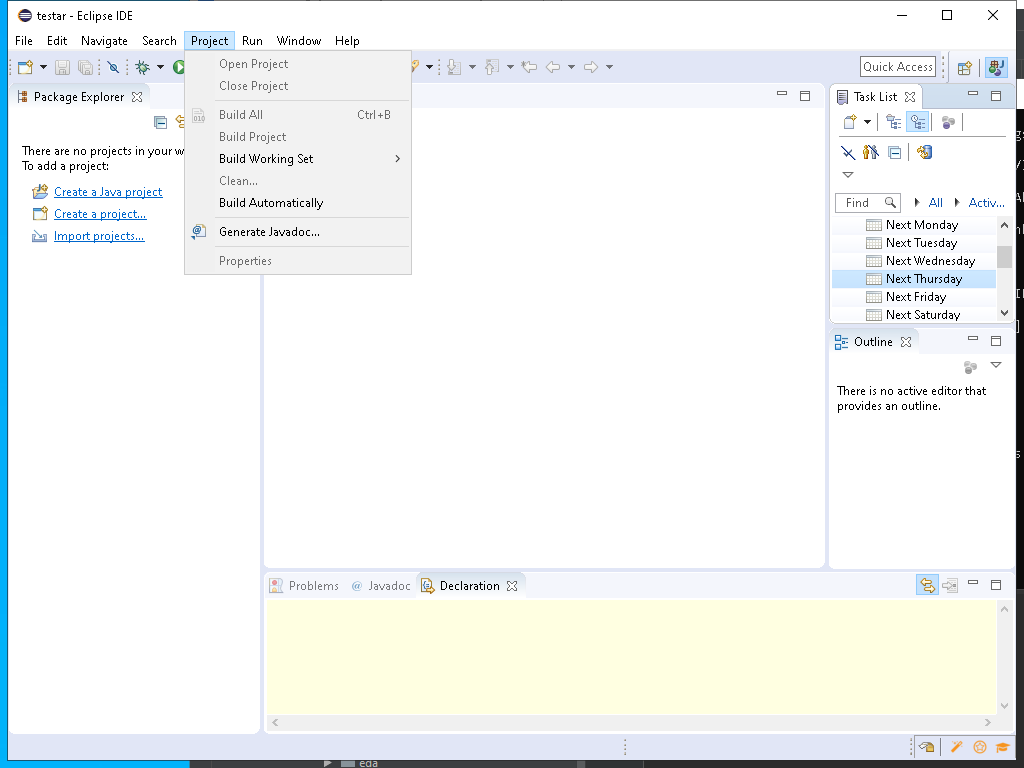 testar - Eclipse IDE
File Edit Navigate Search Project Run Window Help
Quick Access
Open Project
Close Project
Build All Ctrl+B
Build Project
Build Working Set
Clean...
Build Automatically
Generate Javadoc...
Properties
Package Explorer
There are no projects in your w
To add a project:
Create a Java project
Create a project...
Import projects...
Task List
Find All Activ...
Next Monday
Next Tuesday
Next Wednesday
Next Thursday
Next Friday
Next Saturday
Outline
There is no active editor that
provides an outline.
Problems @ Javadoc Declaration
eda